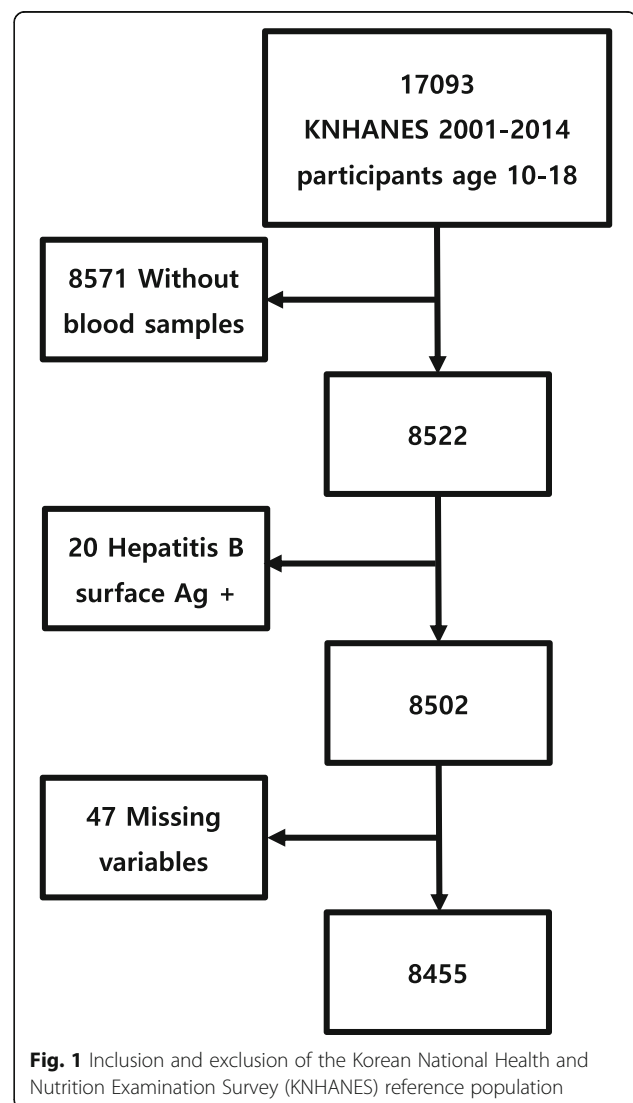 17093
KNHANES 2001-2014
participants age 10-18
8571 Without
blood samples
8522
20 Hepatitis B
surface Ag +
8502
47 Missing
variables
8455
Fig. 1 Inclusion and exclusion of the Korean National Health and
Nutrition Examination Survey (KNHANES) reference population